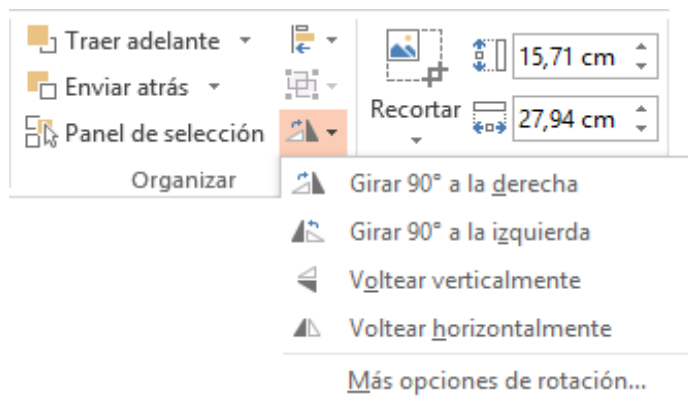 Traer adelante
Enviar atrás
Panel de selección
Organizar
Recortar
15,71 cm
27,94 cm
Girar 90° a la derecha
Girar 90° a la izquierda
Voltear verticalmente
Voltear horizontalmente
Más opciones de rotación...